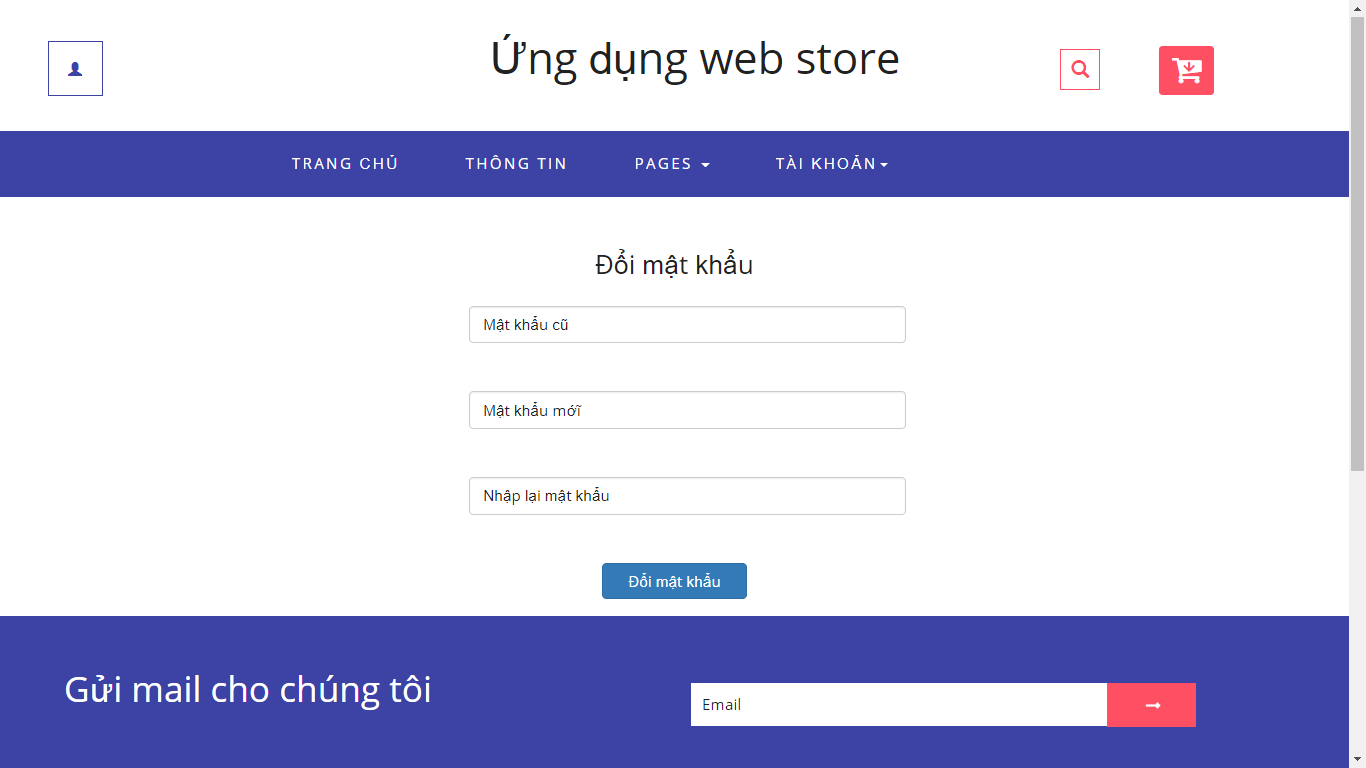 Ứng dụng web store
TRANG CHỦ THÔNG TIN PAGES TÀI KHOẢN
Đổi mật khẩu
Mật khẩu cũ
Mật khẩu mớĩ
Nhập lại mật khẩu
Đổi mật khẩu
Gửi mail cho chúng tôi
Email